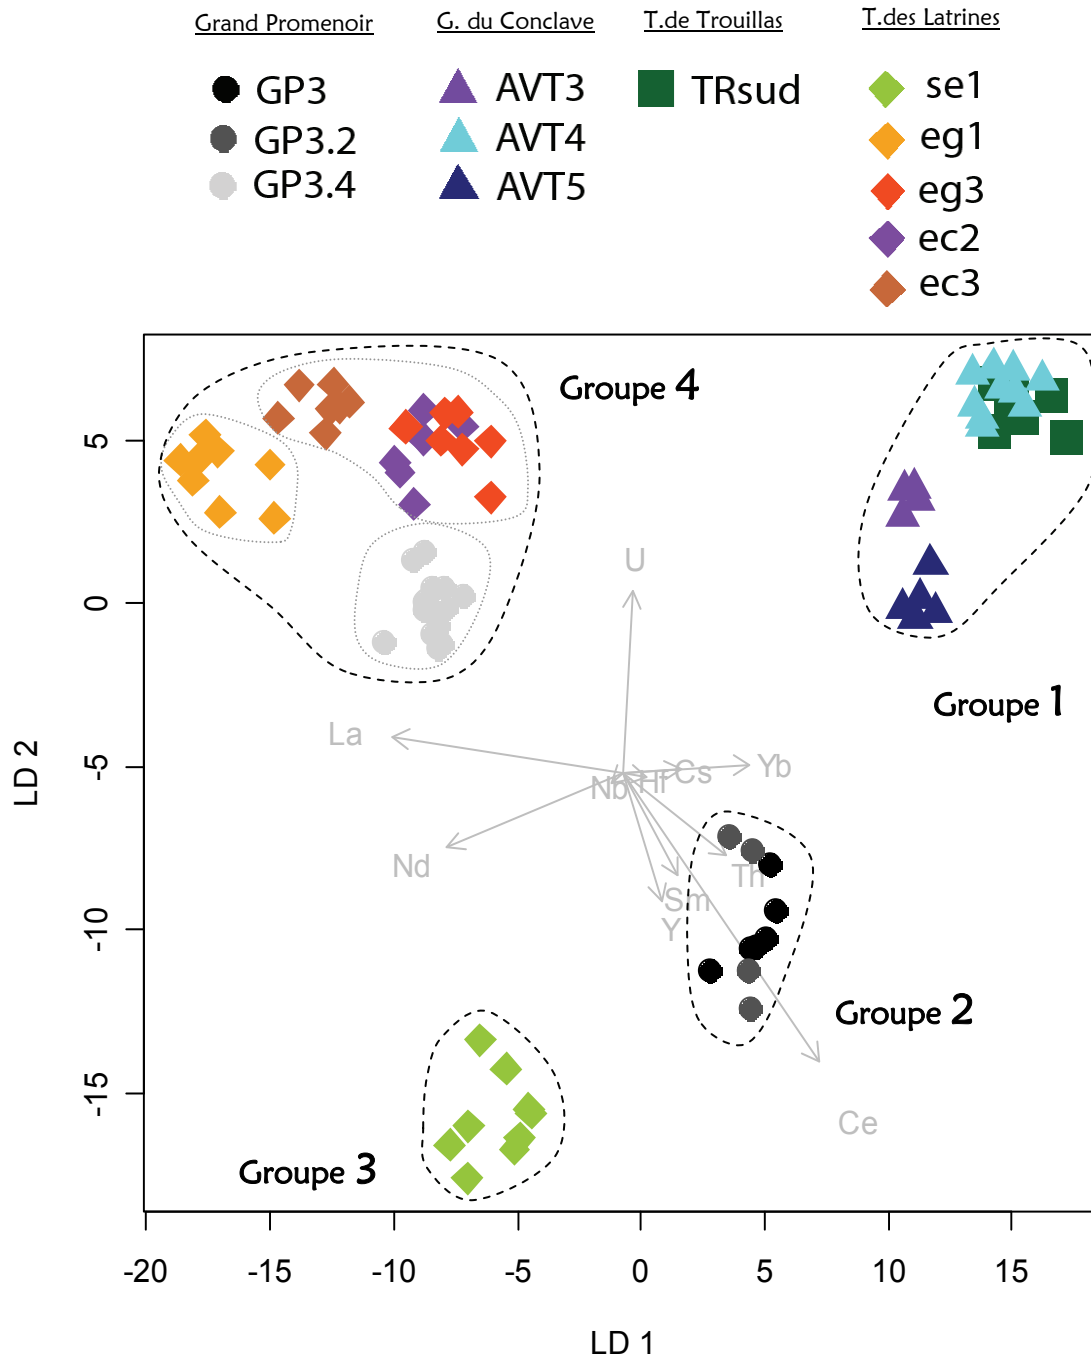 Grand Promenoir
G. du Conclave
T.de Trouillas
T.des Latrines
GP3
GP3.2
GP3.4
AVT3
AVT4
AVT5
TRsud
se1
eg1
eg3
ec2
ec3
Groupe 4
Groupe 1
Groupe 2
Groupe 3
U
La
Nb
Hf
Cs
Yb
Nd
Th
Sm
Y
Ce
5
0
-5
-10
-15
LD 2
-20 -15 -10 -5 0 5 10 15
LD 1